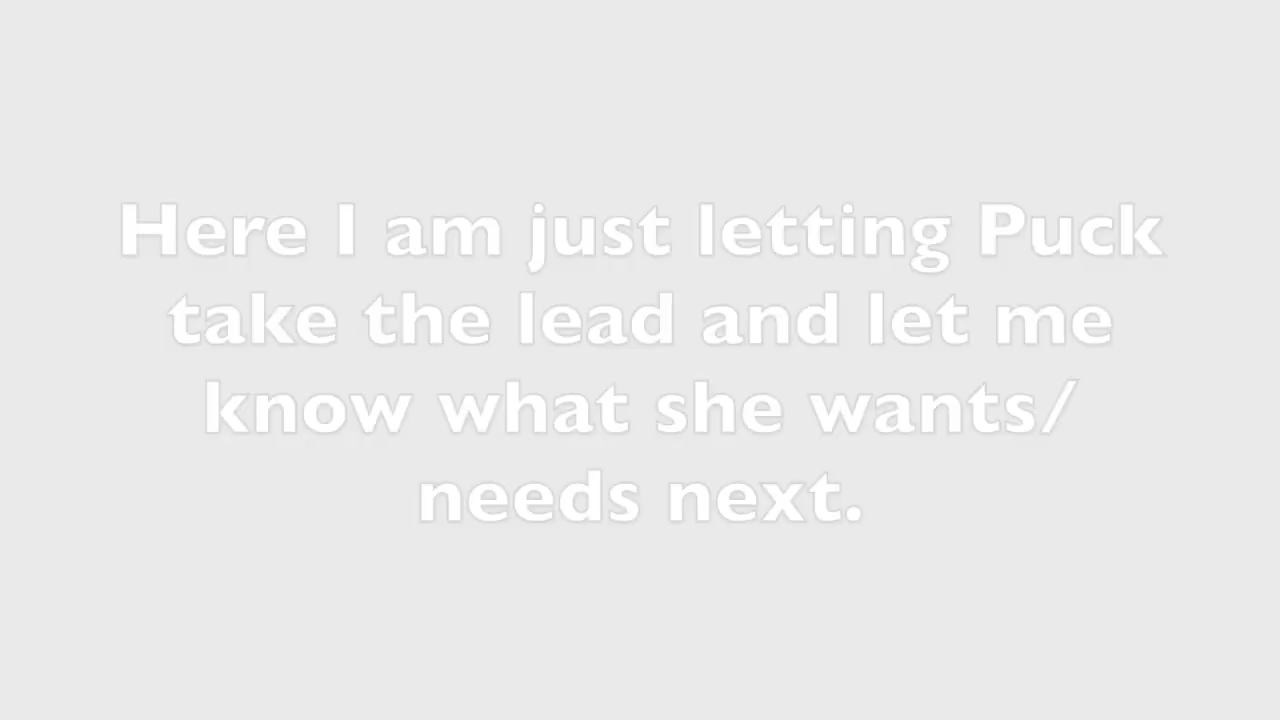 Here I am just letting Puck
take the lead and let me
know what she wants/
needs next.